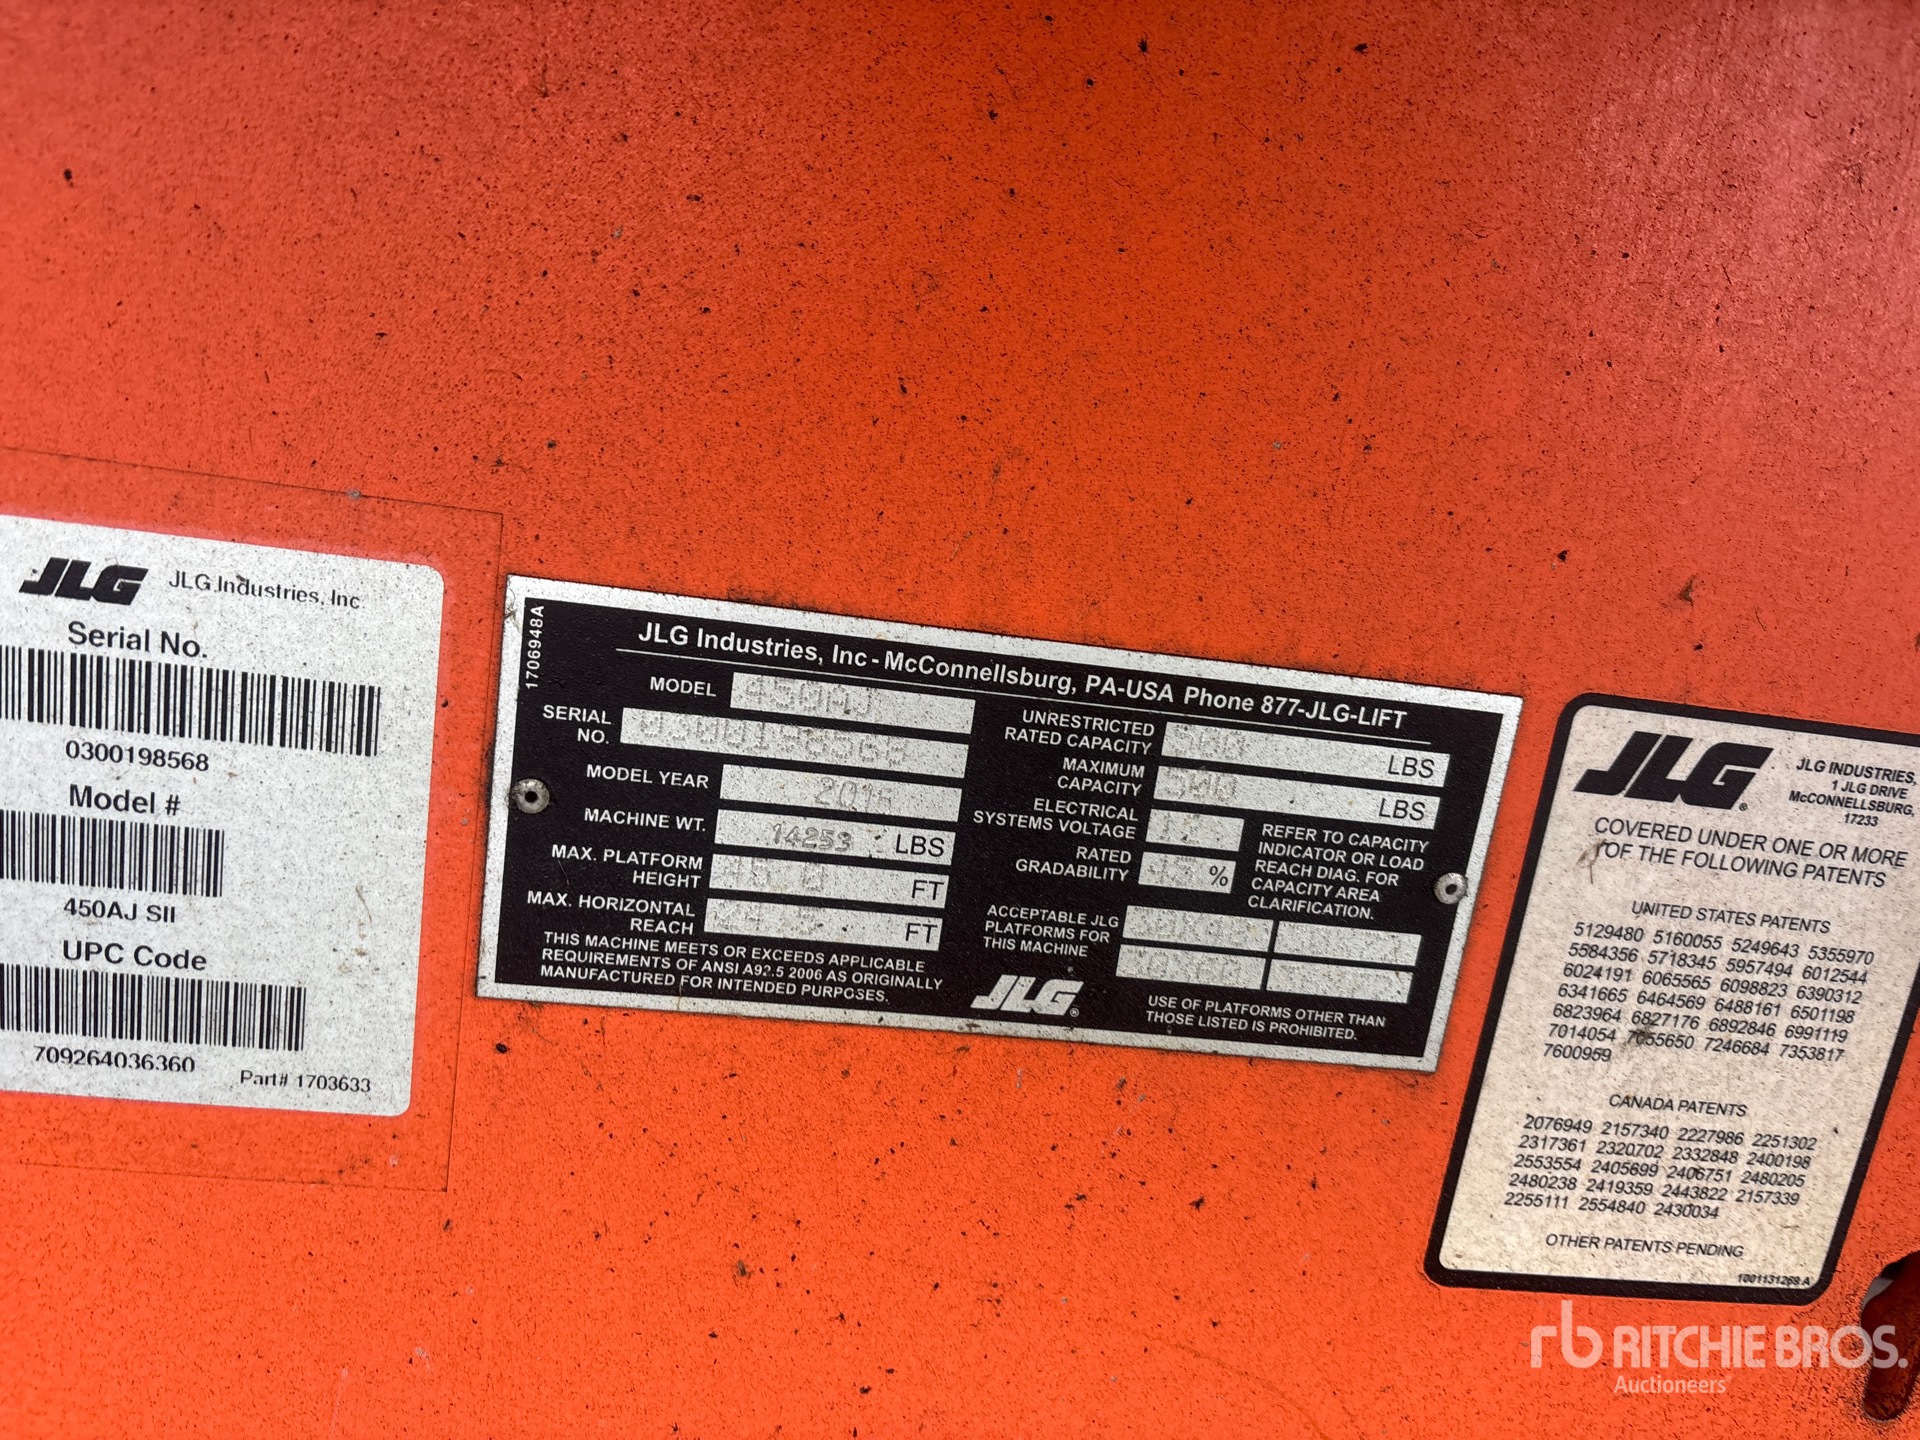 JLG JLG Industries, Inc
Serial No.
0300198568
Model #
450AJ SII
UPC Code
709264036360
Part# 1703633
1706948A
JLG Industries, Inc - McConnellsburg, PA-USA Phone 877-JLG-LIFT
MODEL 450AJ
SERIAL NO. 0300198568
MODEL YEAR
MACHINE WT. 14253 LBS
MAX. PLATFORM HEIGHT FT
MAX. HORIZONTAL REACH FT
THIS MACHINE MEETS OR EXCEEDS APPLICABLE
REQUIREMENTS OF ANSI A92.5 2006 AS ORIGINALLY
MANUFACTURED FOR INTENDED PURPOSES.
UNRESTRICTED
RATED CAPACITY 500 LBS
MAXIMUM
CAPACITY 500 LBS
ELECTRICAL
SYSTEMS VOLTAGE 12
RATED
GRADABILITY 45 %
REFER TO CAPACITY
INDICATOR OR LOAD
REACH DIAG. FOR
CAPACITY AREA
CLARIFICATION.
ACCEPTABLE JLG
PLATFORMS FOR
THIS MACHINE
JLG®
USE OF PLATFORMS OTHER THAN
THOSE LISTED IS PROHIBITED.
JLG®
JLG INDUSTRIES,
1 JLG DRIVE
McCONNELLSBURG,
17233
COVERED UNDER ONE OR MORE
OF THE FOLLOWING PATENTS
UNITED STATES PATENTS
5129480 5160055 5249643 5355970
5584356 5718345 5957494 6012544
6024191 6065565 6098823 6390312
6341665 6464569 6488161 6501198
6823964 6827176 6892846 6991119
7014054 7055650 7246684 7353817
7600959
CANADA PATENTS
2076949 2157340 2227986 2251302
2317361 2320702 2332848 2400198
2553554 2405699 2406751 2480205
2480238 2419359 2443822 2157339
2255111 2554840 2430034
OTHER PATENTS PENDING
1001131269 A
rb RITCHIE BROS.
Auctioneers